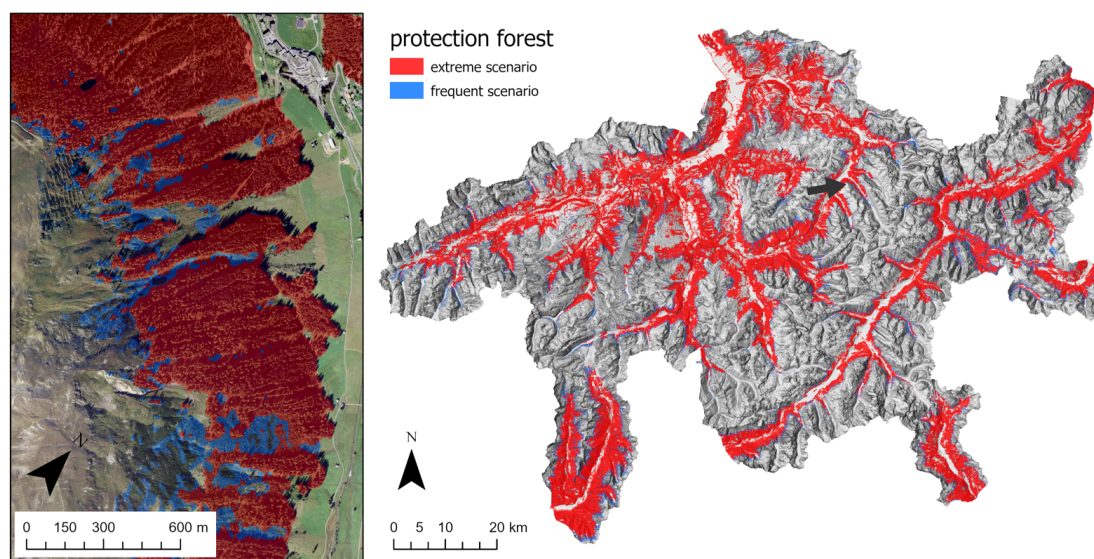 protection forest
extreme scenario
frequent scenario
N
0 150 300 600 m
N
0 5 10 20 km